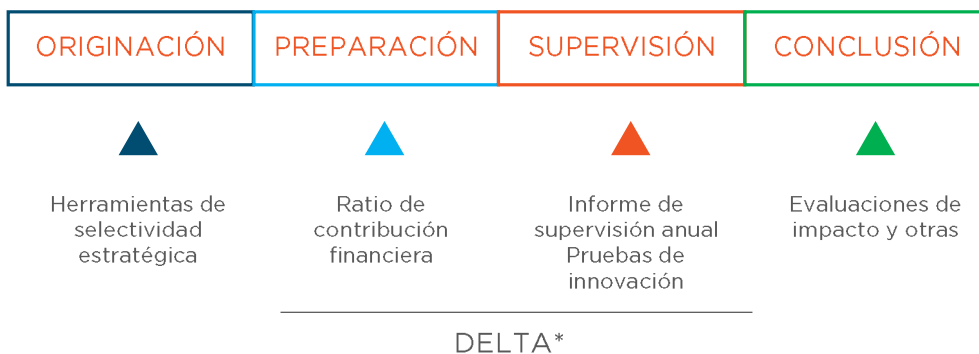 ORIGINACIÓN
PREPARACIÓN
SUPERVISIÓN
CONCLUSIÓN
Herramientas de
selectividad
estratégica
Ratio de
contribución
financiera
Informe de
supervisión anual
Pruebas de
innovación
Evaluaciones de
impacto y otras
DELTA*